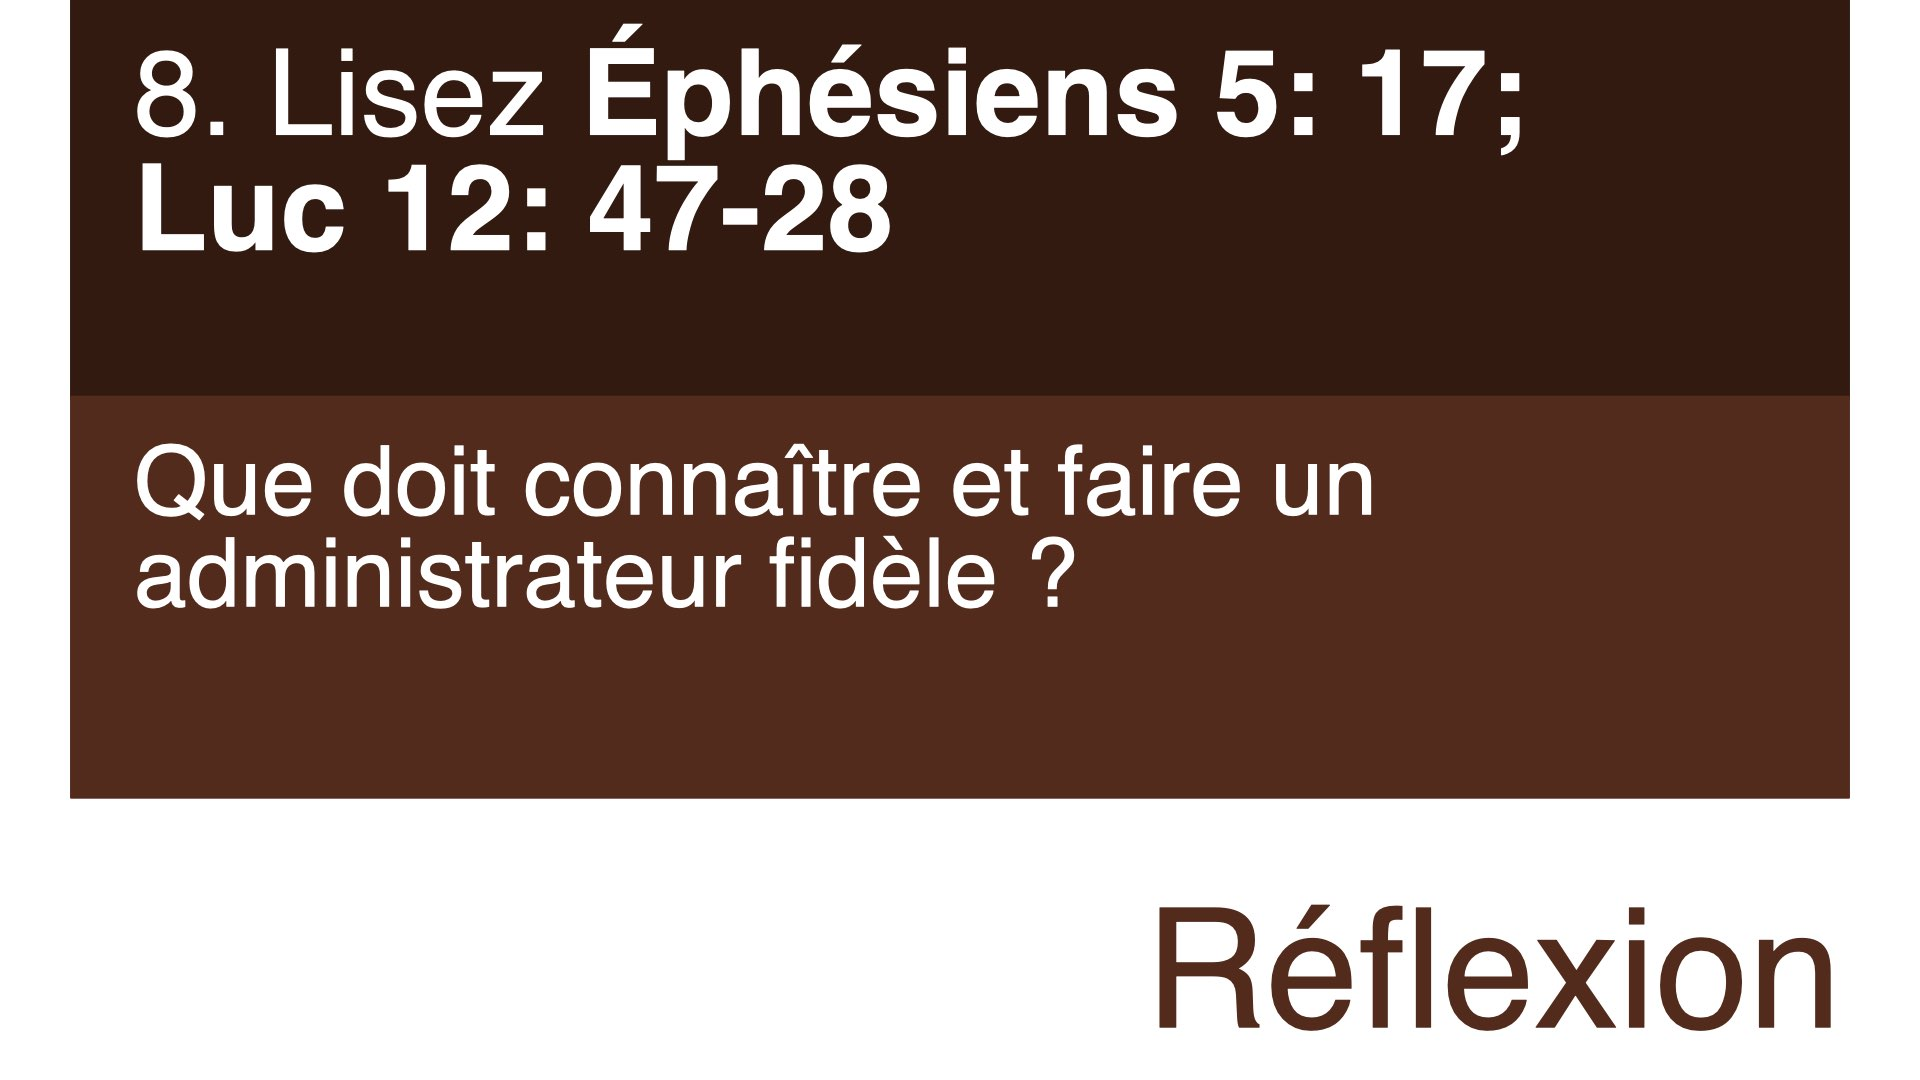 8. Lisez Éphésiens 5: 17;
Luc 12: 47-28
Que doit connaître et faire un
administrateur fidèle ?
Réflexion